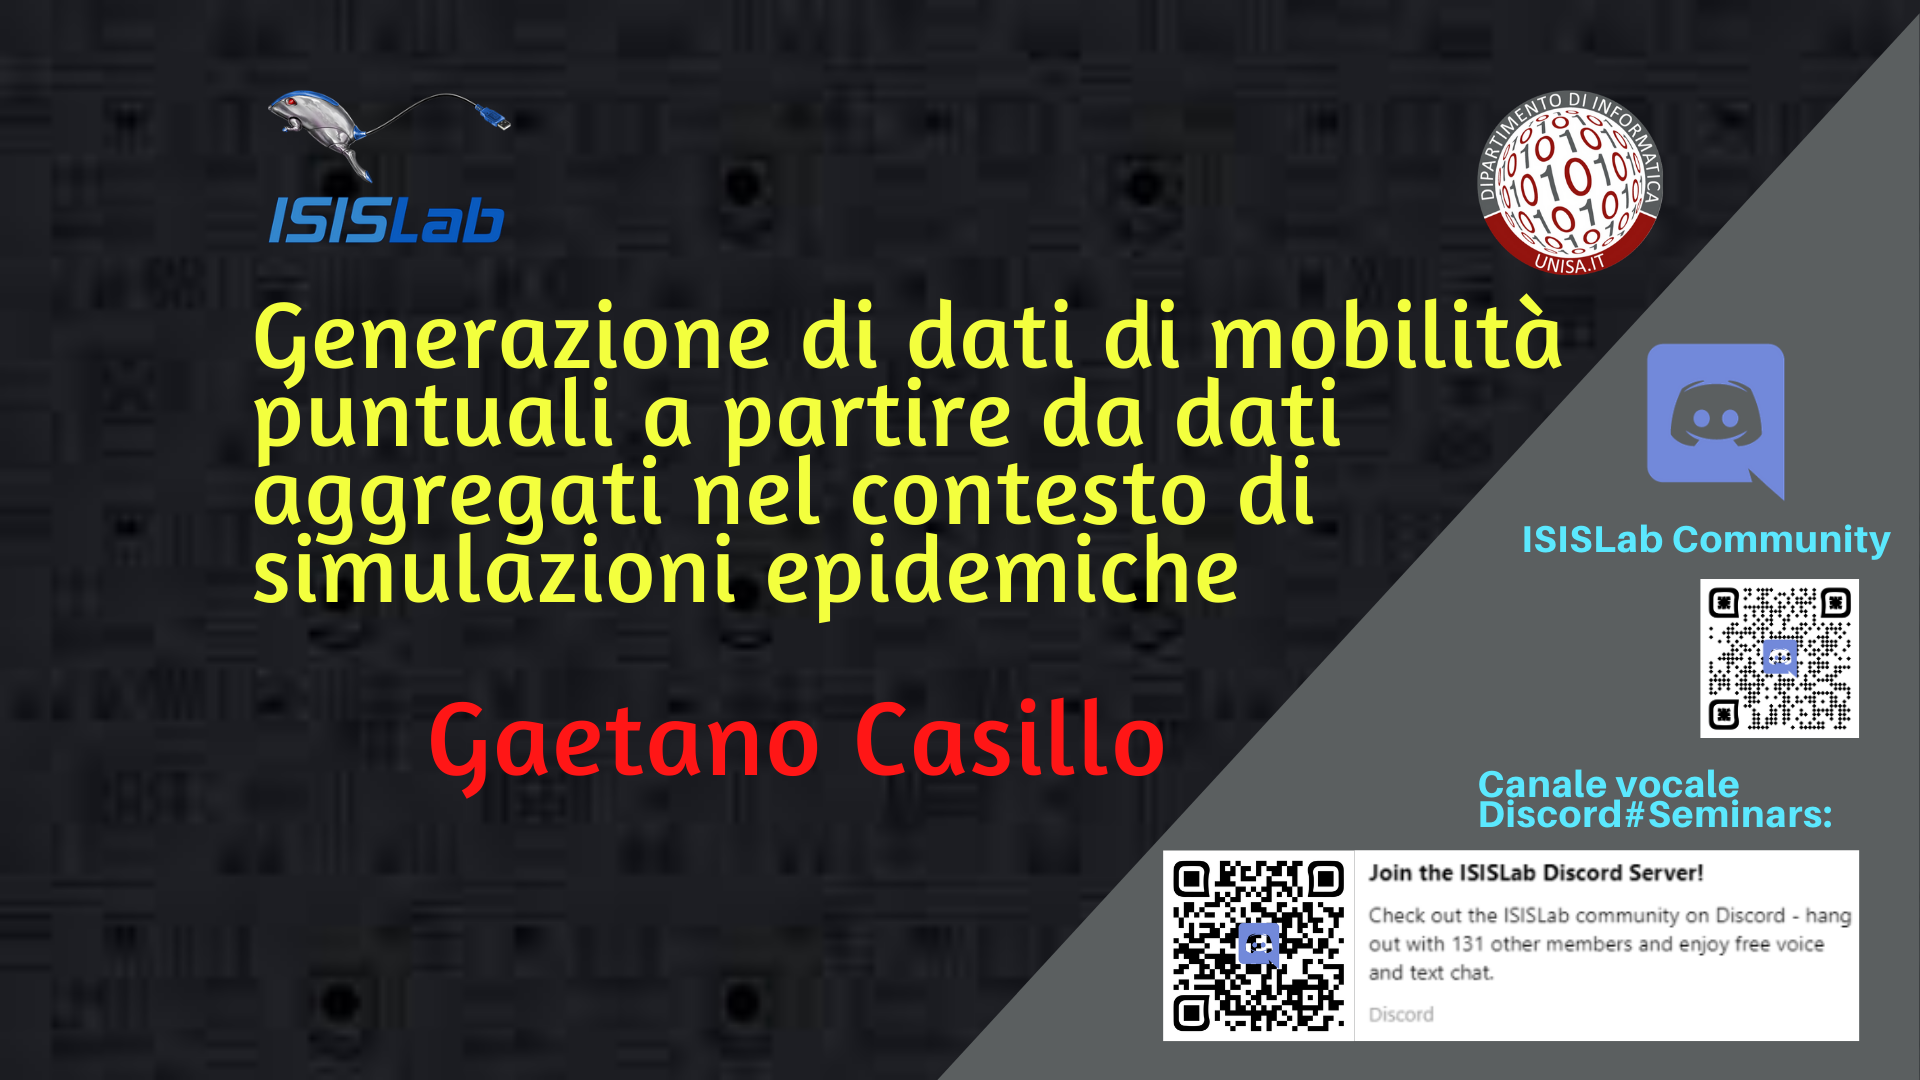 ISISLab
DIPARTIMENTO DI INFORMATICA
UNISA.IT
Generazione di dati di mobilità
puntuali a partire da dati
aggregati nel contesto di
simulazioni epidemiche
Gaetano Casillo
ISISLab Community
Canale vocale
Discord#Seminars:
Join the ISISLab Discord Server!
Check out the ISISLab community on Discord - hang
out with 131 other members and enjoy free voice
and text chat.
Discord